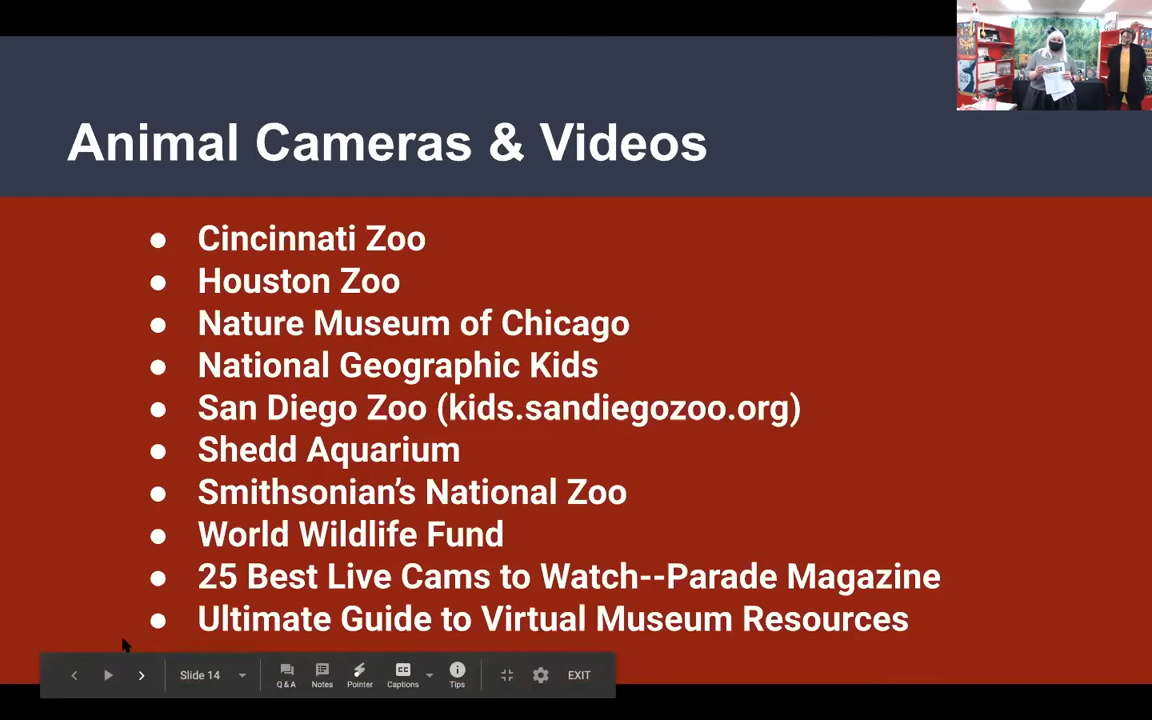 Animal Cameras & Videos
● Cincinnati Zoo
● Houston Zoo
● Nature Museum of Chicago
● National Geographic Kids
● San Diego Zoo (kids.sandiegozoo.org)
● Shedd Aquarium
● Smithsonian’s National Zoo
● World Wildlife Fund
● 25 Best Live Cams to Watch--Parade Magazine
● Ultimate Guide to Virtual Museum Resources
Slide 14 Q & A Notes Pointer CC Captions Tips EXIT